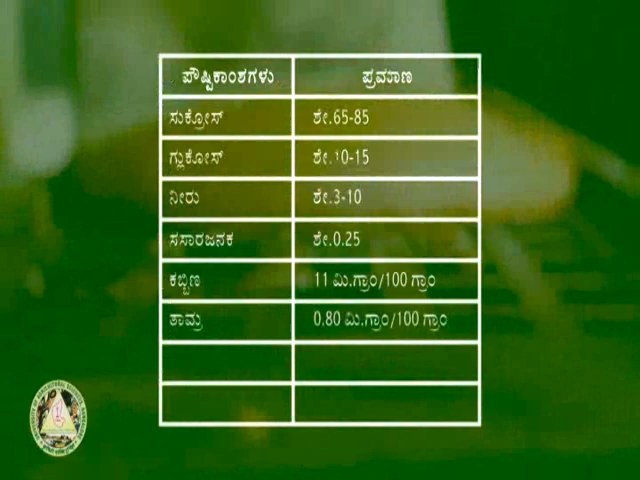 ಪೌಷ್ಟಿಕಾಂಶಗಳು ಪ್ರಮಾಣ
ಸುಕ್ರೋಸ್ ಶೇ.65-85
ಗ್ಲುಕೋಸ್ ಶೇ.10-15
ನೀರು ಶೇ.3-10
ಸಸಾರಜನಕ ಶೇ.0.25
ಕಬ್ಬಿಣ 11 ಮಿ.ಗ್ರಾಂ/100 ಗ್ರಾಂ
ತಾಮ್ರ 0.80 ಮಿ.ಗ್ರಾಂ/100 ಗ್ರಾಂ